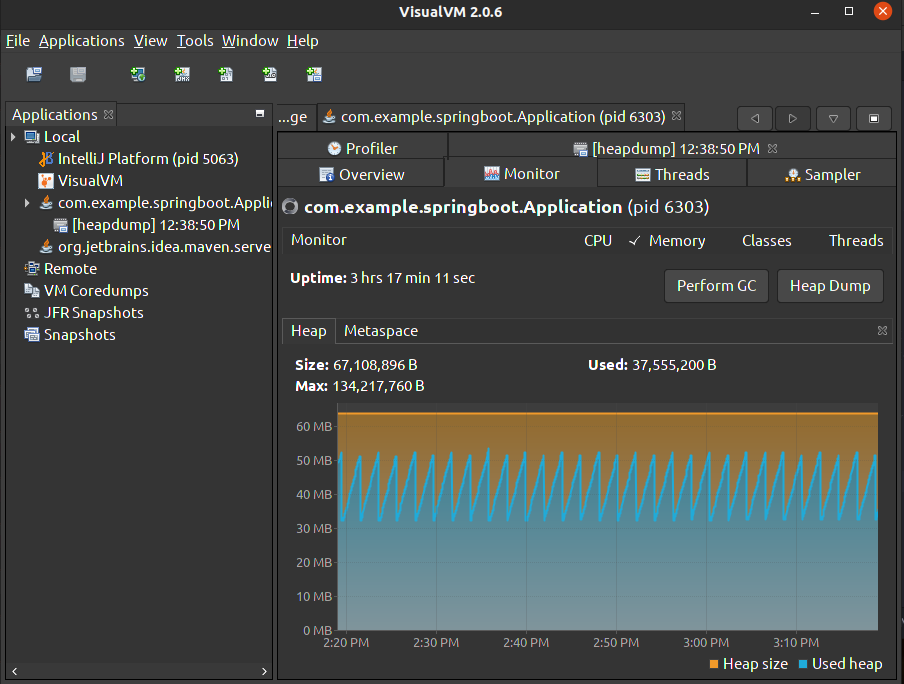 VisualVM 2.0.6
File Applications View Tools Window Help
Applications
Local
IntelliJ Platform (pid 5063)
VisualVM
com.example.springboot.Appli
[heapdump] 12:38:50 PM
org.jetbrains.idea.maven.serve
Remote
VM Coredumps
JFR Snapshots
Snapshots
...ge com.example.springboot.Application (pid 6303)
Profiler [heapdump] 12:38:50 PM
Overview Monitor Threads Sampler
com.example.springboot.Application (pid 6303)
Monitor CPU ✓ Memory Classes Threads
Uptime: 3 hrs 17 min 11 sec Perform GC Heap Dump
Heap Metaspace
Size: 67,108,896 B Used: 37,555,200 B
Max: 134,217,760 B
60 MB
50 MB
40 MB
30 MB
20 MB
10 MB
0 MB
2:20 PM 2:30 PM 2:40 PM 2:50 PM 3:00 PM 3:10 PM
Heap size Used heap